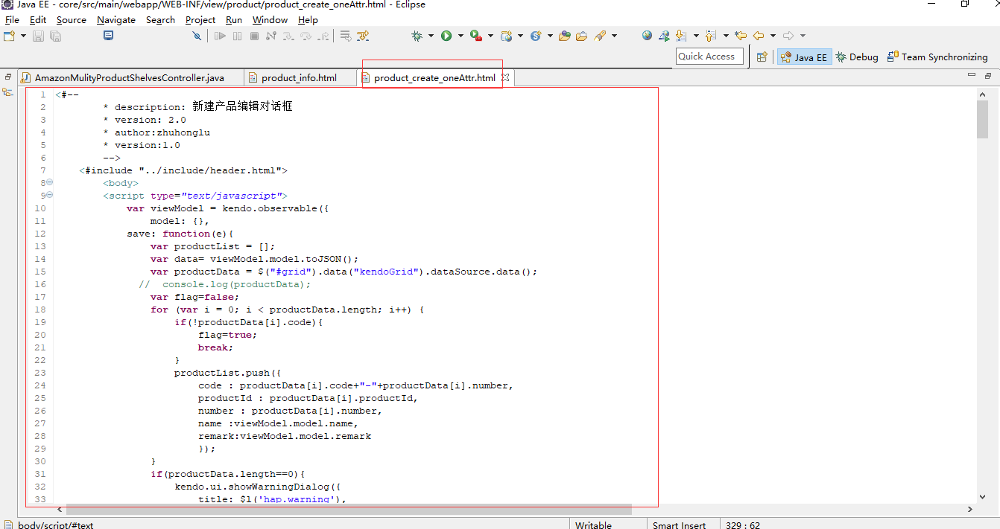 Java EE - core/src/main/webapp/WEB-INF/view/product/product_create_oneAttr.html - Eclipse
File Edit Source Navigate Search Project Run Window Help
Quick Access
Java EE Debug Team Synchronizing
AmazonMulityProductShelvesController.java product_info.html product_create_oneAttr.html
1 <#--
2 * description: 新建产品编辑对话框
3 * version: 2.0
4 * author:zhuhonglu
5 * version:1.0
6 -->
7 <#include "../include/header.html">
8 <body>
9 <script type="text/javascript">
10 var viewModel = kendo.observable({
11 model: {},
12 save: function(e){
13 var productList = [];
14 var data= viewModel.model.toJSON();
15 var productData = $("#grid").data("kendoGrid").dataSource.data();
16 // console.log(productData);
17 var flag=false;
18 for (var i = 0; i < productData.length; i++) {
19 if(!productData[i].code){
20 flag=true;
21 break;
22 }
23 productList.push({
24 code : productData[i].code+"-"+productData[i].number,
25 productId : productData[i].productId,
26 number : productData[i].number,
27 name :viewModel.model.name,
28 remark:viewModel.model.remark
29 });
30 }
31 if(productData.length==0){
32 kendo.ui.showWarningDialog({
33 title: $l('hap.warning'),
body/script/#text Writable Smart Insert 329 : 62